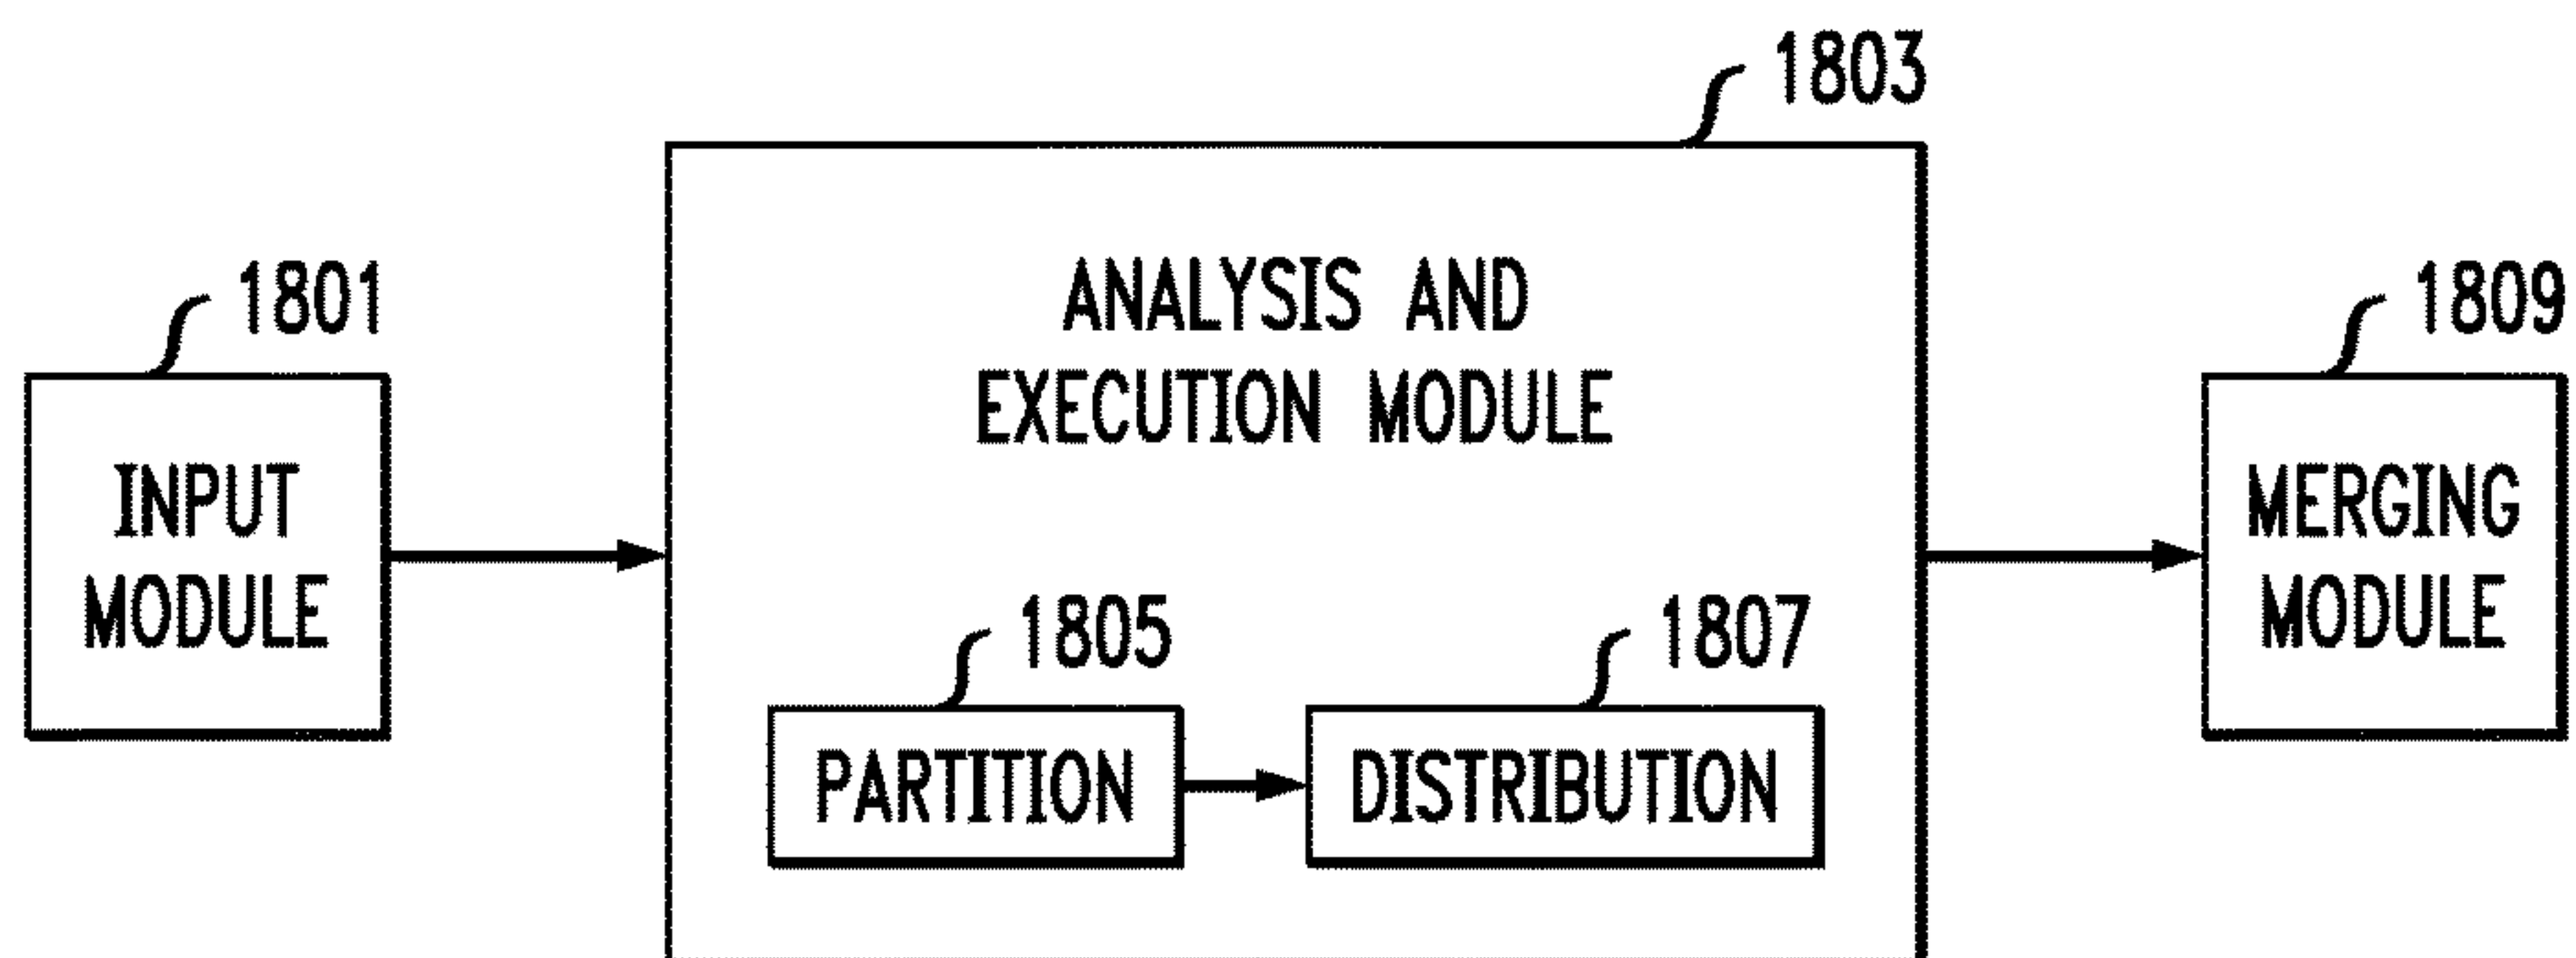 1803
1801
ANALYSIS AND
EXECUTION MODULE
1809
INPUT
MODULE
MERGING
MODULE
1805
1807
PARTITION
DISTRIBUTION